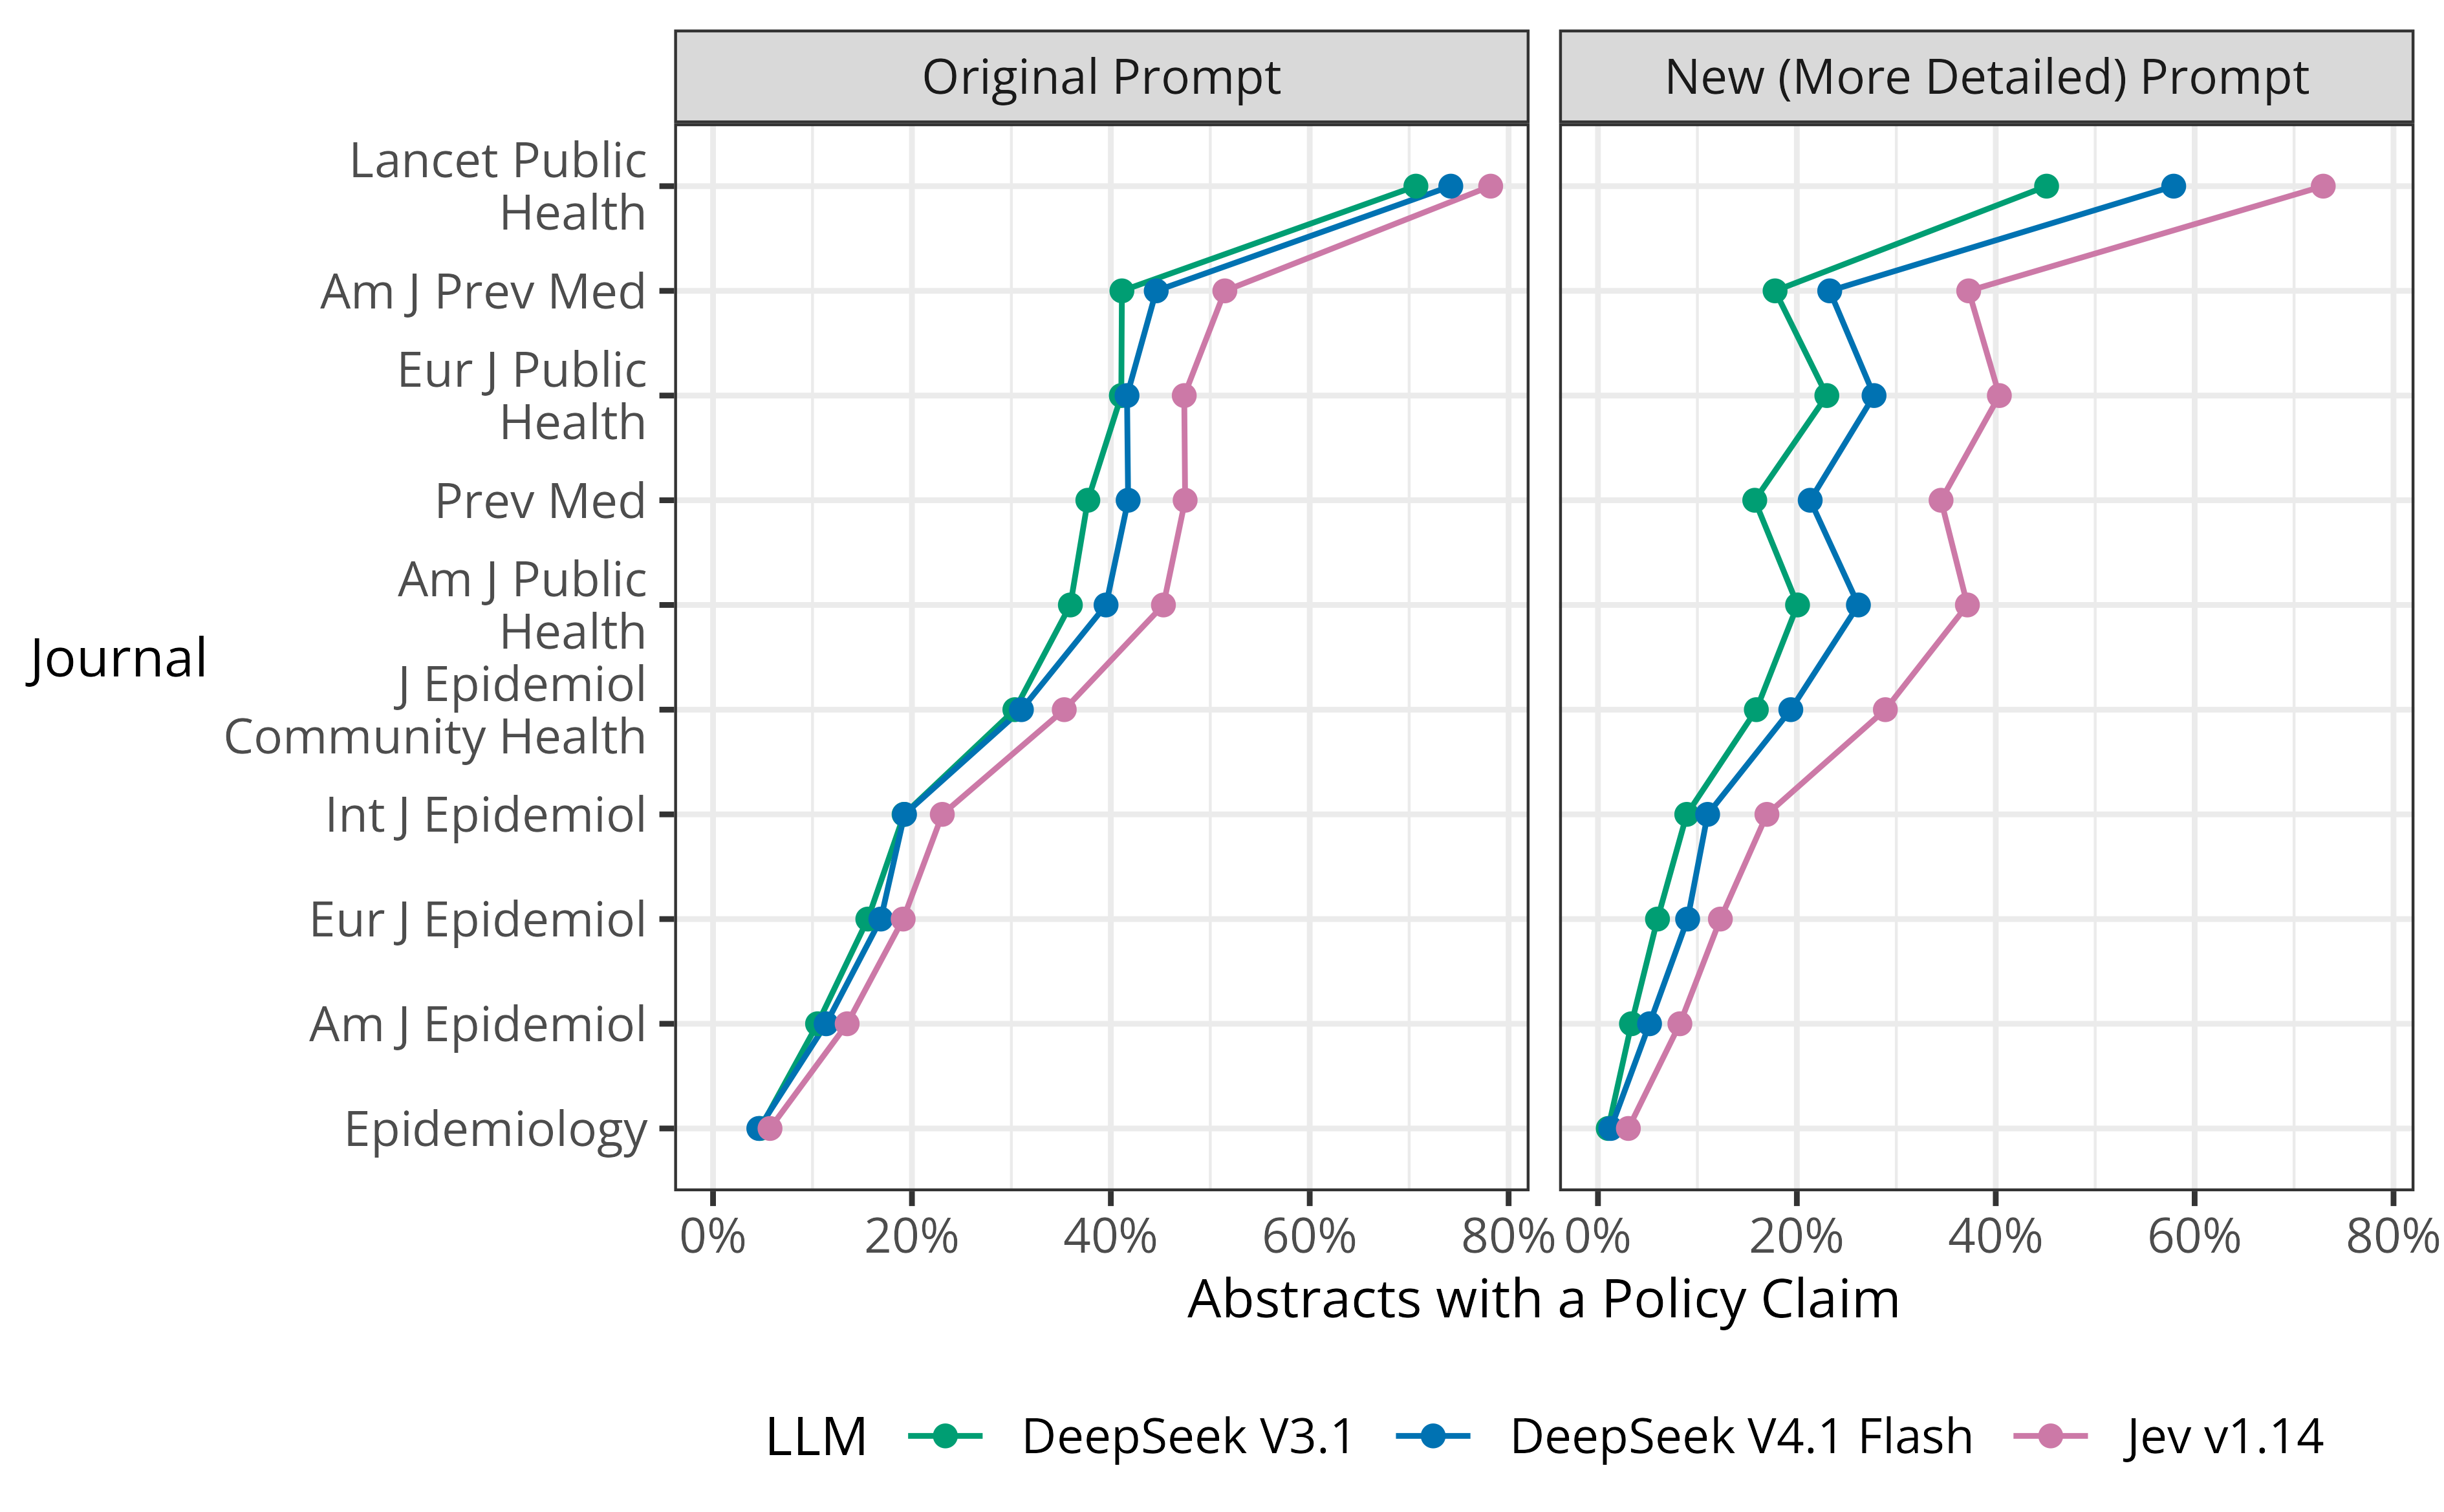 Original Prompt
New (More Detailed) Prompt
Lancet Public
Health
Am J Prev Med
Eur J Public
Health
Prev Med
Am J Public
Health
J Epidemiol
Community Health
Int J Epidemiol
Eur J Epidemiol
Am J Epidemiol
Epidemiology
Journal
0% 20% 40% 60% 80%
0% 20% 40% 60% 80%
Abstracts with a Policy Claim
LLM DeepSeek V3.1 DeepSeek V4.1 Flash Jev v1.14